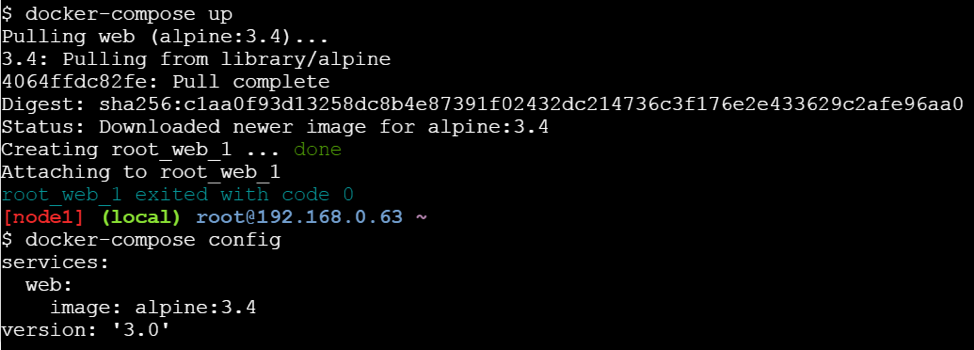 $ docker-compose up
Pulling web (alpine:3.4)...
3.4: Pulling from library/alpine
4064ffdc82fe: Pull complete
Digest: sha256:c1aa0f93d13258dc8b4e87391f02432dc214736c3f176e2e433629c2afe96aa0
Status: Downloaded newer image for alpine:3.4
Creating root_web_1 ... done
Attaching to root_web_1
root_web_1 exited with code 0
[node1] (local) root@192.168.0.63 ~
$ docker-compose config
services:
  web:
    image: alpine:3.4
version: '3.0'